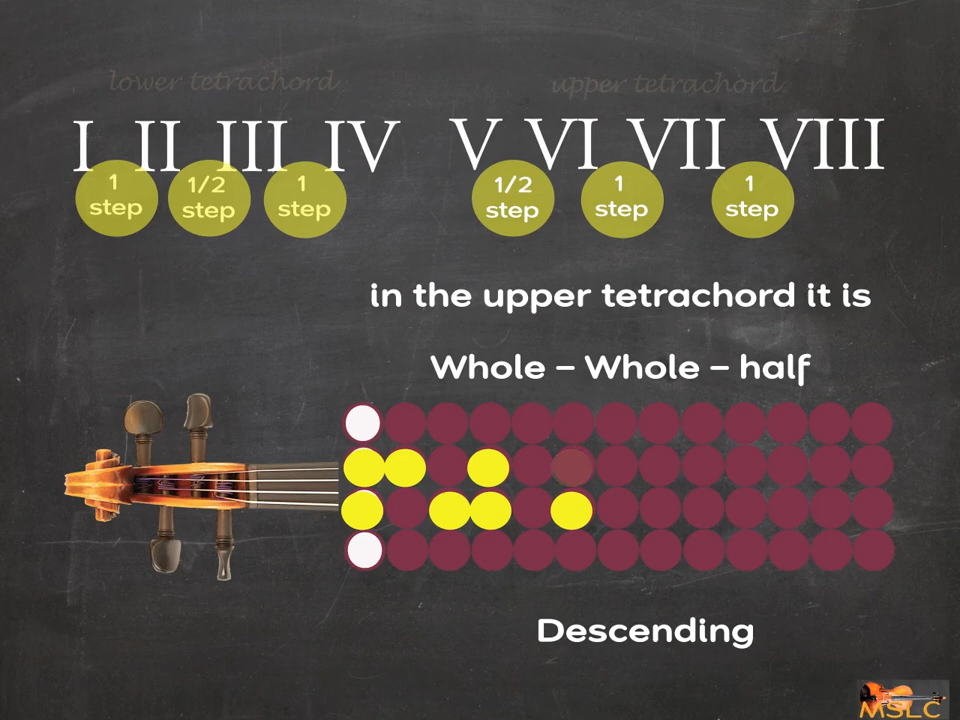 lower tetrachord upper tetrachord
I II III IV V VI VII VIII
1 step 1/2 step 1 step 1/2 step 1 step 1 step
in the upper tetrachord it is
Whole – Whole – half
Descending
MSLC